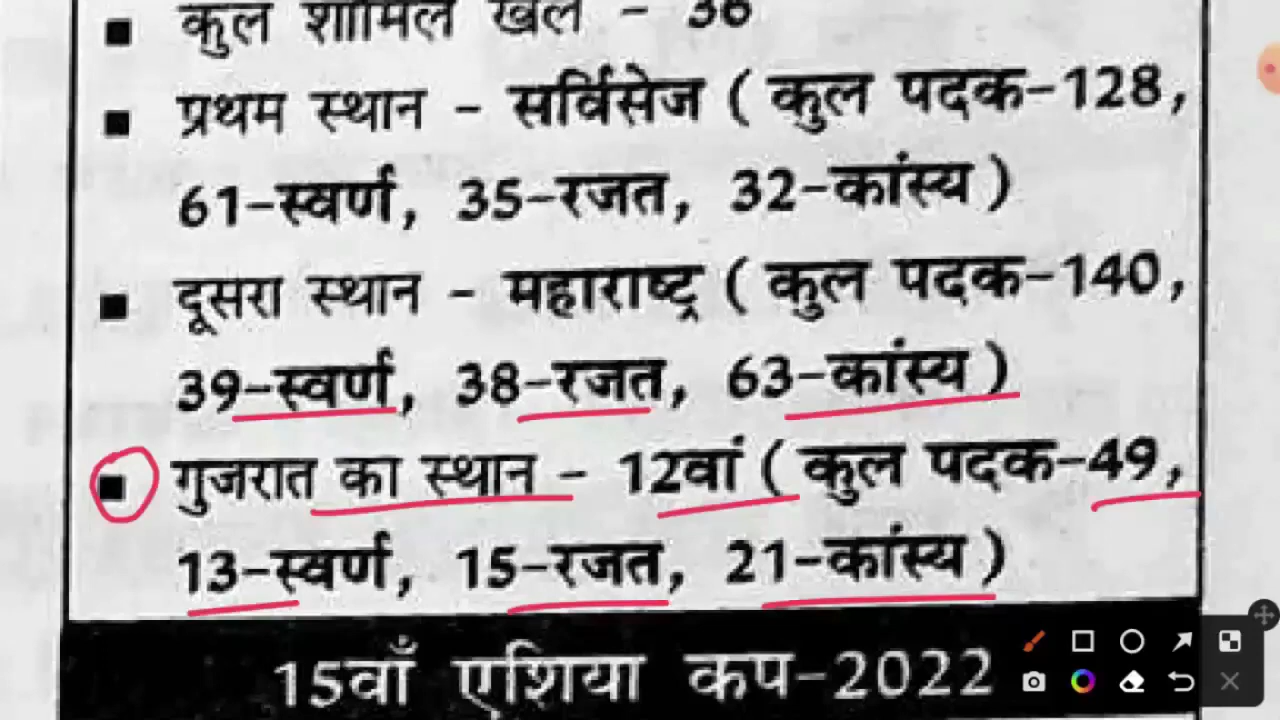 ■ कुल शामिल खेल - 36
■ प्रथम स्थान - सर्विसेज ( कुल पदक-128,
61-स्वर्ण, 35-रजत, 32-कांस्य )
■ दूसरा स्थान - महाराष्ट्र ( कुल पदक-140,
39-स्वर्ण, 38-रजत, 63-कांस्य )
■ गुजरात का स्थान - 12वां ( कुल पदक-49,
13-स्वर्ण, 15-रजत, 21-कांस्य )
15वाँ एशिया कप-2022